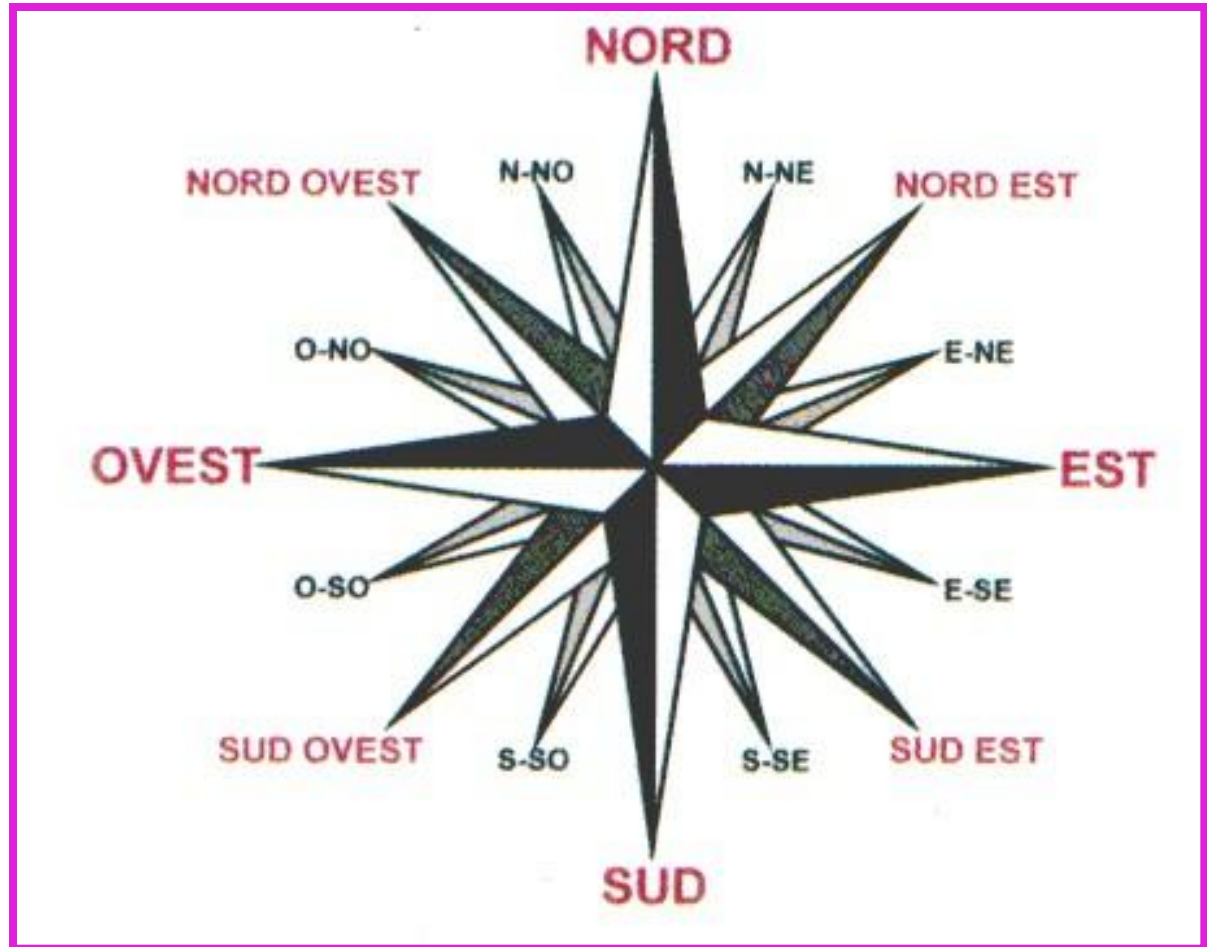 NORD
N-NO
N-NE
NORD OVEST
NORD EST
O-NO
E-NE
OVEST
EST
O-SO
E-SE
SUD OVEST
S-SO
S-SE
SUD EST
SUD